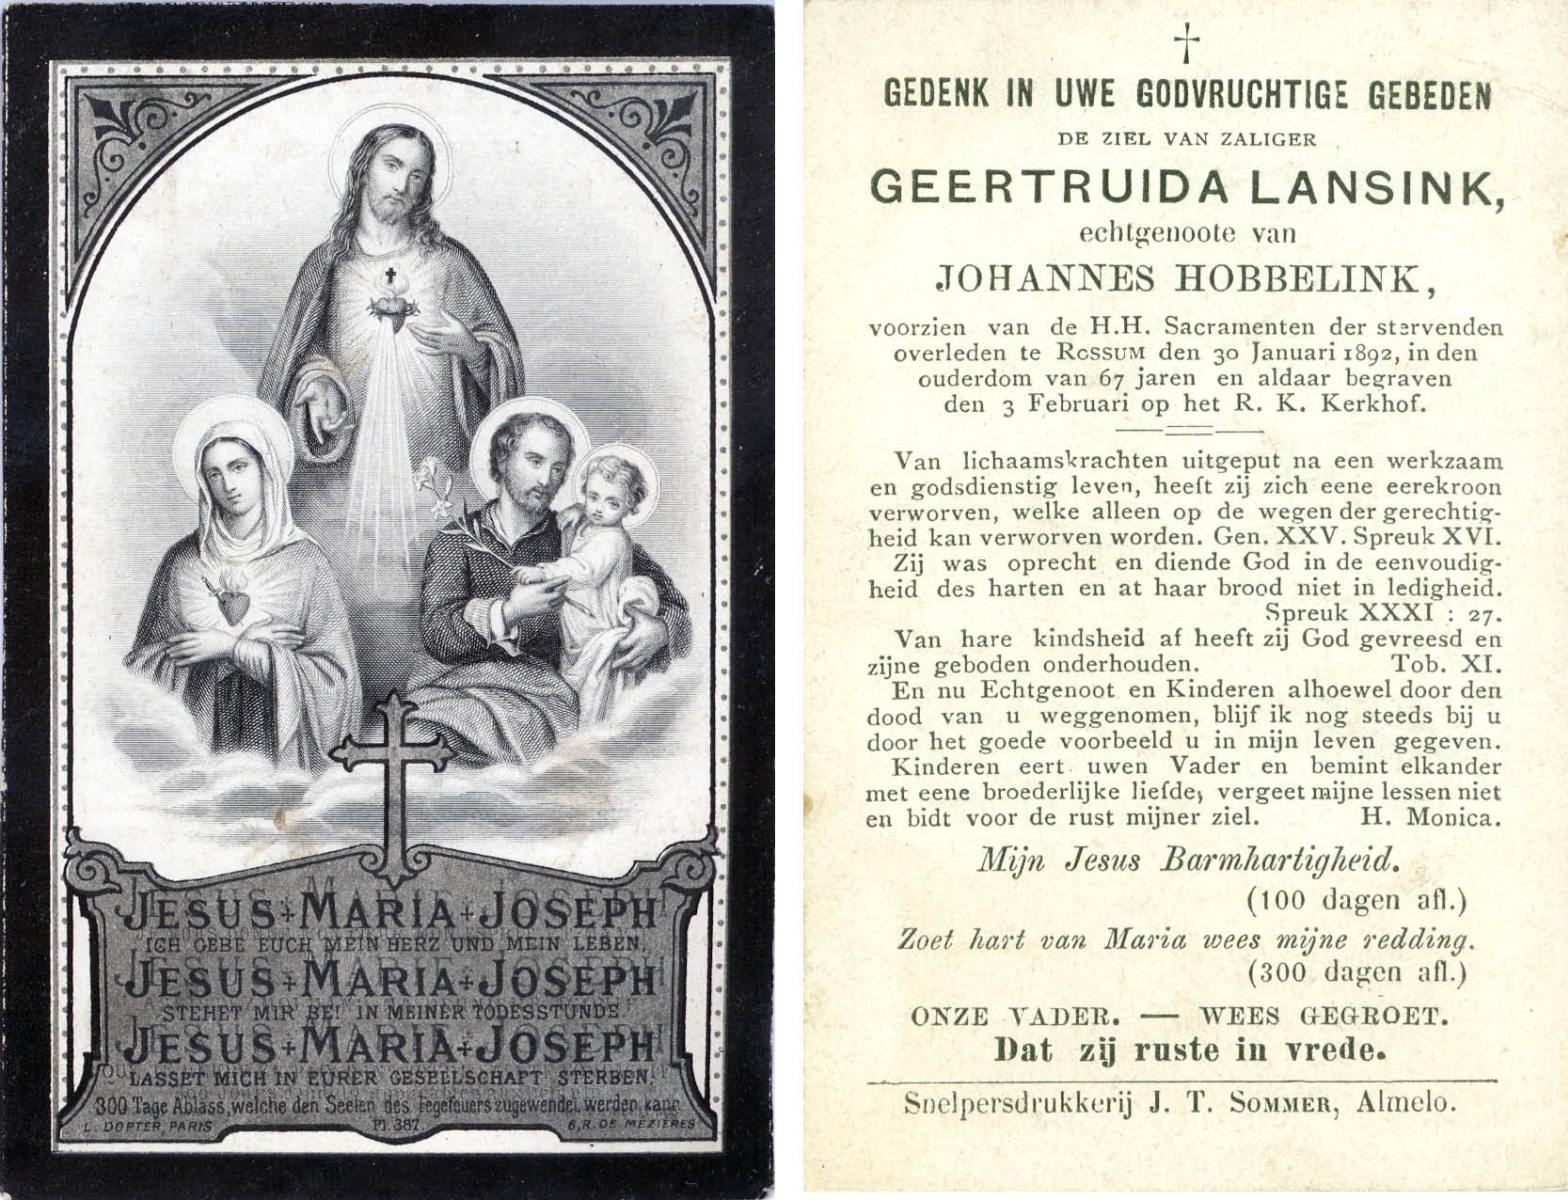 JESUS + MARIA + JOSEPH
ICH GEBE EUCH MEIN HERZ UND MEIN LEBEN.
JESUS + MARIA + JOSEPH
STEHET MIR BEI IN MEINER TODESSTUNDE
JESUS + MARIA + JOSEPH
LASSET MICH IN EURER GESELLSCHAFT STERBEN.
300 Tage Ablass, welche den Seelen des Fegefeuers zugewendet werden kann
L. DOPTER, PARIS Pl. 387. 6, R. DE MEZIÈRES
GEDENK IN UWE GODVRUCHTIGE GEBEDEN
DE ZIEL VAN ZALIGER
GEERTRUIDA LANSINK,
echtgenoote van
JOHANNES HOBBELINK,
voorzien van de H.H. Sacramenten der stervenden
overleden te ROSSUM den 30 Januari 1892, in den
ouderdom van 67 jaren en aldaar begraven
den 3 Februari op het R. K. Kerkhof.
Van lichaamskrachten uitgeput na een werkzaam
en godsdienstig leven, heeft zij zich eene eerekroon
verworven, welke alleen op de wegen der gerechtig-
heid kan verworven worden. Gen. XXV. Spreuk XVI.
Zij was oprecht en diende God in de eenvoudig-
heid des harten en at haar brood niet in ledigheid.
Spreuk XXXI : 27.
Van hare kindsheid af heeft zij God gevreesd en
zijne geboden onderhouden. Tob. XI.
En nu Echtgenoot en Kinderen alhoewel door den
dood van u weggenomen, blijf ik nog steeds bij u
door het goede voorbeeld u in mijn leven gegeven.
Kinderen eert uwen Vader en bemint elkander
met eene broederlijke liefde, vergeet mijne lessen niet
en bidt voor de rust mijner ziel. H. Monica.
Mijn Jesus Barmhartigheid.
(100 dagen afl.)
Zoet hart van Maria wees mijne redding.
(300 dagen afl.)
ONZE VADER. — WEES GEGROET.
Dat zij ruste in vrede.
Snelpersdrukkerij J. T. SOMMER, Almelo.